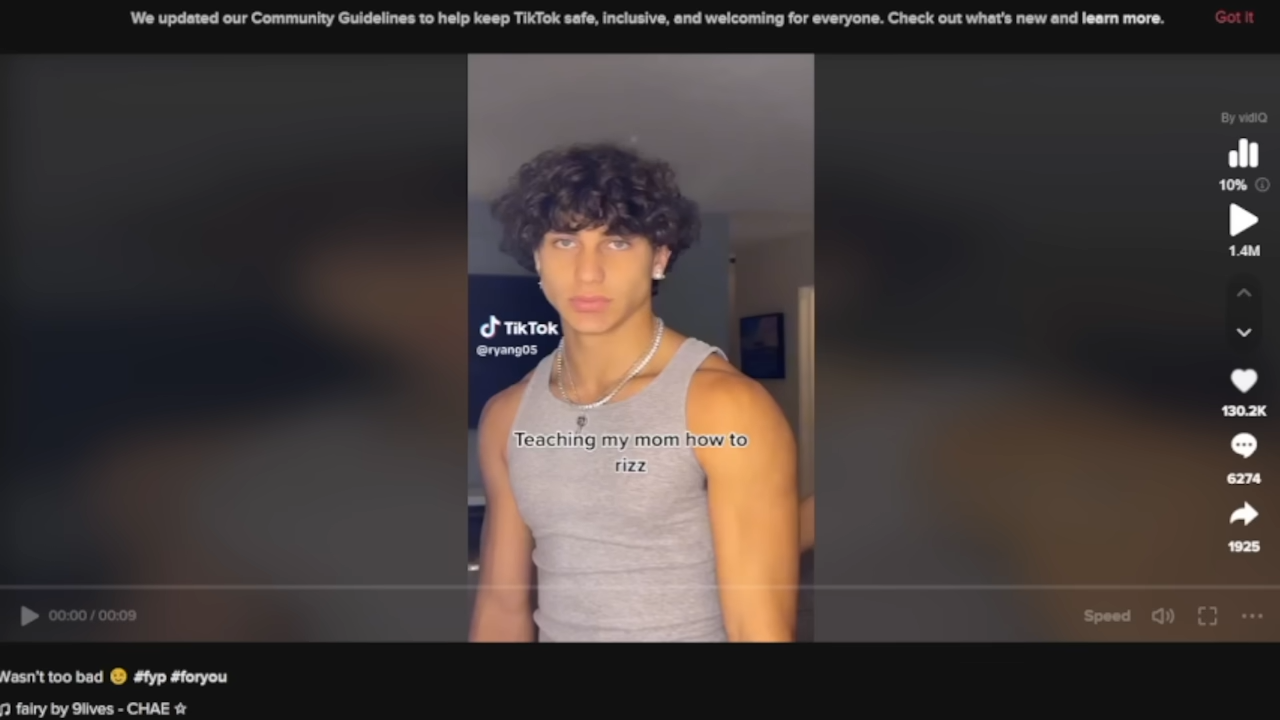 We updated our Community Guidelines to help keep TikTok safe, inclusive, and welcoming for everyone. Check out what's new and learn more.
Got it
By vidIQ
10%
1.4M
TikTok
@ryang05
130.2K
Teaching my mom how to
rizz
6274
1925
00:00 / 00:09
Speed
Wasn't too bad 😉 #fyp #foryou
fairy by 9lives - CHAE ☆